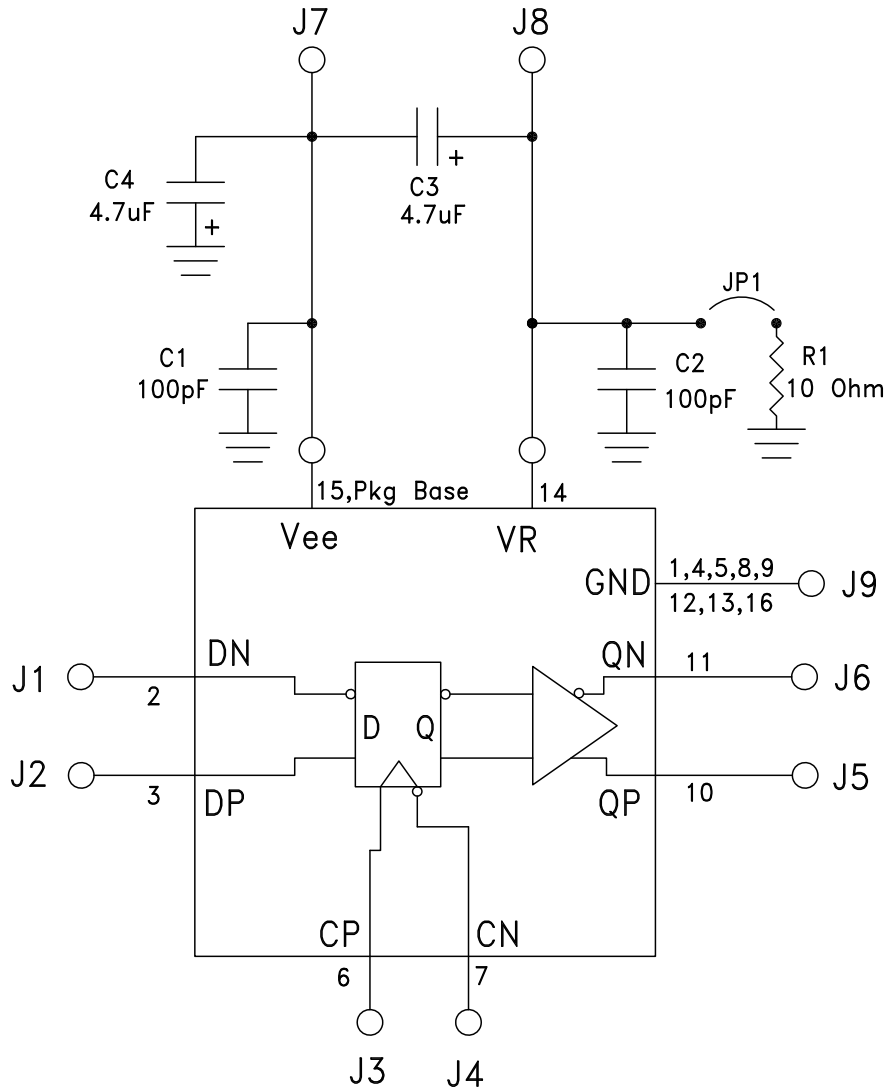 J7
J8
C4
4.7uF
+
C3
4.7uF
+
JP1
C1
100pF
C2
100pF
R1
10 Ohm
15,Pkg Base
14
Vee
VR
GND
1,4,5,8,9
12,13,16
J9
J1
2
DN
QN
11
J6
D
Q
J2
3
DP
QP
10
J5
CP
CN
6
7
J3
J4